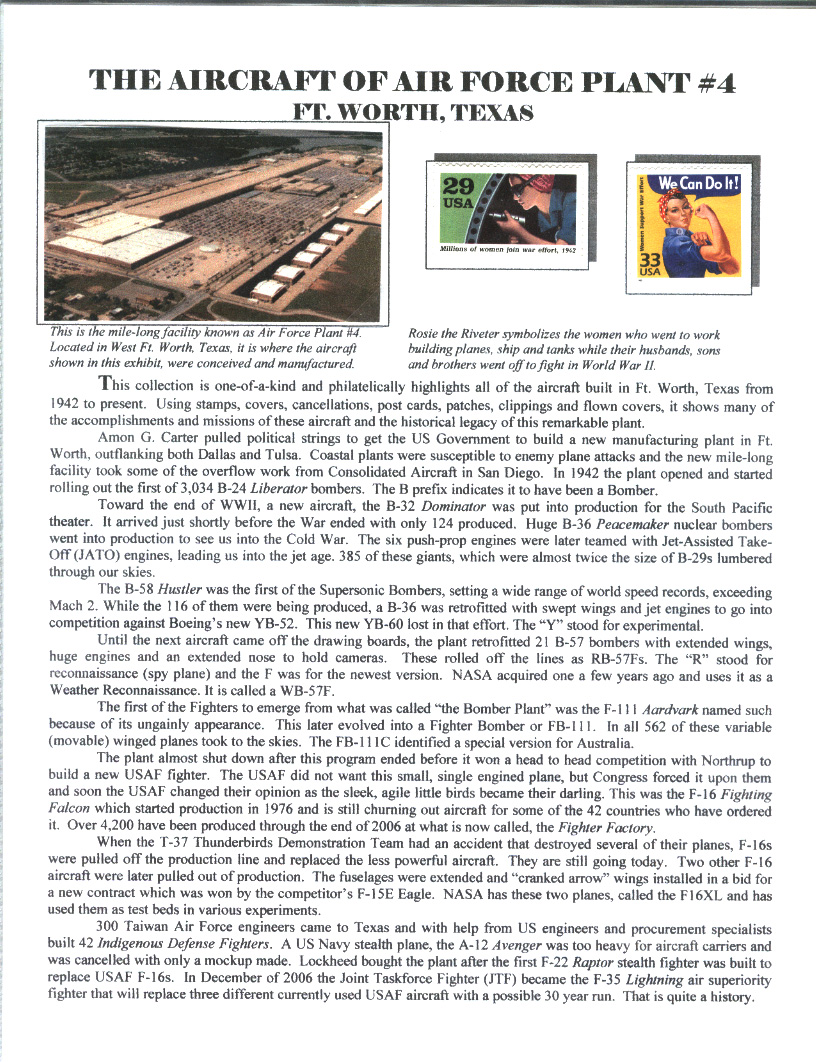 THE AIRCRAFT OF AIR FORCE PLANT #4
FT. WORTH, TEXAS
29
USA
Millions of women join war effort, 1942
We Can Do It!
Women Support War Effort
33
USA
This is the mile-long facility known as Air Force Plant #4.
Located in West Ft. Worth, Texas, it is where the aircraft
shown in this exhibit, were conceived and manufactured.
Rosie the Riveter symbolizes the women who went to work
building planes, ship and tanks while their husbands, sons
and brothers went off to fight in World War II.
This collection is one-of-a-kind and philatelically highlights all of the aircraft built in Ft. Worth, Texas from
1942 to present. Using stamps, covers, cancellations, post cards, patches, clippings and flown covers, it shows many of
the accomplishments and missions of these aircraft and the historical legacy of this remarkable plant.
Amon G. Carter pulled political strings to get the US Government to build a new manufacturing plant in Ft.
Worth, outflanking both Dallas and Tulsa. Coastal plants were susceptible to enemy plane attacks and the new mile-long
facility took some of the overflow work from Consolidated Aircraft in San Diego. In 1942 the plant opened and started
rolling out the first of 3,034 B-24 Liberator bombers. The B prefix indicates it to have been a Bomber.
Toward the end of WWII, a new aircraft, the B-32 Dominator was put into production for the South Pacific
theater. It arrived just shortly before the War ended with only 124 produced. Huge B-36 Peacemaker nuclear bombers
went into production to see us into the Cold War. The six push-prop engines were later teamed with Jet-Assisted Take-
Off (JATO) engines, leading us into the jet age. 385 of these giants, which were almost twice the size of B-29s lumbered
through our skies.
The B-58 Hustler was the first of the Supersonic Bombers, setting a wide range of world speed records, exceeding
Mach 2. While the 116 of them were being produced, a B-36 was retrofitted with swept wings and jet engines to go into
competition against Boeing's new YB-52. This new YB-60 lost in that effort. The "Y" stood for experimental.
Until the next aircraft came off the drawing boards, the plant retrofitted 21 B-57 bombers with extended wings,
huge engines and an extended nose to hold cameras. These rolled off the lines as RB-57Fs. The "R" stood for
reconnaissance (spy plane) and the F was for the newest version. NASA acquired one a few years ago and uses it as a
Weather Reconnaissance. It is called a WB-57F.
The first of the Fighters to emerge from what was called "the Bomber Plant" was the F-111 Aardvark named such
because of its ungainly appearance. This later evolved into a Fighter Bomber or FB-111. In all 562 of these variable
(movable) winged planes took to the skies. The FB-111C identified a special version for Australia.
The plant almost shut down after this program ended before it won a head to head competition with Northrup to
build a new USAF fighter. The USAF did not want this small, single engined plane, but Congress forced it upon them
and soon the USAF changed their opinion as the sleek, agile little birds became their darling. This was the F-16 Fighting
Falcon which started production in 1976 and is still churning out aircraft for some of the 42 countries who have ordered
it. Over 4,200 have been produced through the end of 2006 at what is now called, the Fighter Factory.
When the T-37 Thunderbirds Demonstration Team had an accident that destroyed several of their planes, F-16s
were pulled off the production line and replaced the less powerful aircraft. They are still going today. Two other F-16
aircraft were later pulled out of production. The fuselages were extended and "cranked arrow" wings installed in a bid for
a new contract which was won by the competitor's F-15E Eagle. NASA has these two planes, called the F16XL and has
used them as test beds in various experiments.
300 Taiwan Air Force engineers came to Texas and with help from US engineers and procurement specialists
built 42 Indigenous Defense Fighters. A US Navy stealth plane, the A-12 Avenger was too heavy for aircraft carriers and
was cancelled with only a mockup made. Lockheed bought the plant after the first F-22 Raptor stealth fighter was built to
replace USAF F-16s. In December of 2006 the Joint Taskforce Fighter (JTF) became the F-35 Lightning air superiority
fighter that will replace three different currently used USAF aircraft with a possible 30 year run. That is quite a history.